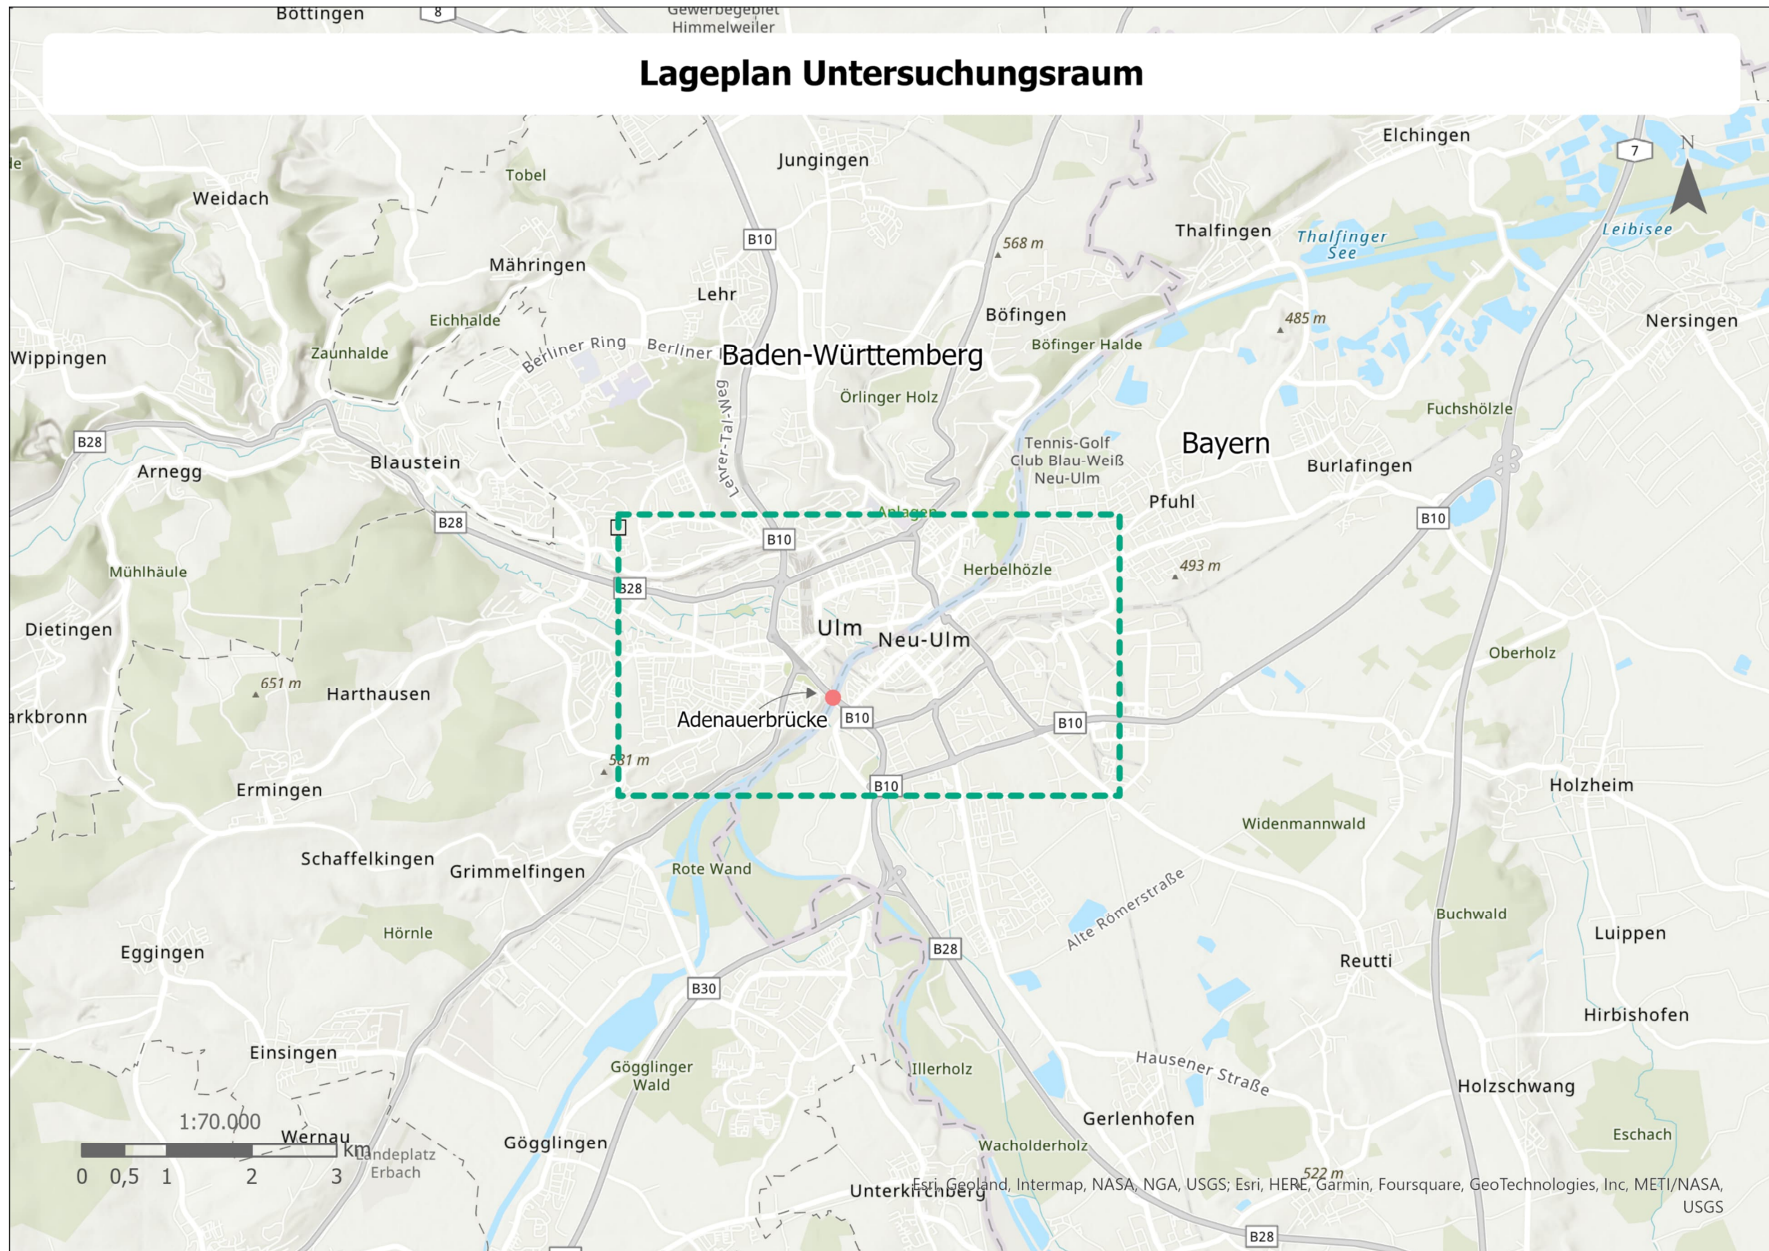 Böttingen
8
Gewerbegebiet
Himmelweiler
Lageplan Untersuchungsraum
Elchingen
7
N
Jungingen
Tobel
Weidach
Thalfingen
Thalfinger
See
Leibisee
B10
568 m
Mähringen
Lehr
Böfingen
485 m
Nersingen
Eichhalde
Zaunhalde
Berliner Ring
Böfinger Halde
Wippingen
Baden-Württemberg
Örlinger Holz
Fuchshölzle
Lehrer-Tal-Weg
B28
Tennis-Golf
Club Blau-Weiß
Neu-Ulm
Bayern
Arnegg
Blaustein
Burlafingen
Pfuhl
Anlagen
B28
B10
B10
Mühlhäule
Herbelhözle
493 m
B28
Dietingen
Ulm
Neu-Ulm
Oberholz
651 m
Harthausen
arkbronn
Adenauerbrücke
B10
B10
581 m
Ermingen
B10
Holzheim
Widenmannwald
Schaffelkingen
Grimmelfingen
Rote Wand
Alte Römerstraße
Buchwald
Hörnle
Eggingen
B28
Luippen
Reutti
B30
Hirbishofen
Einsingen
Gögglinger
Wald
Illerholz
Hausener Straße
Holzschwang
1:70.000
Wernau
Gögglingen
Gerlenhofen
Eschach
km
Landeplatz
Erbach
Wacholderholz
0 0,5 1 2 3
522 m
Unterkirchberg
Esri, Geoland, Intermap, NASA, NGA, USGS; Esri, HERE, Garmin, Foursquare, GeoTechnologies, Inc, METI/NASA,
USGS
B28